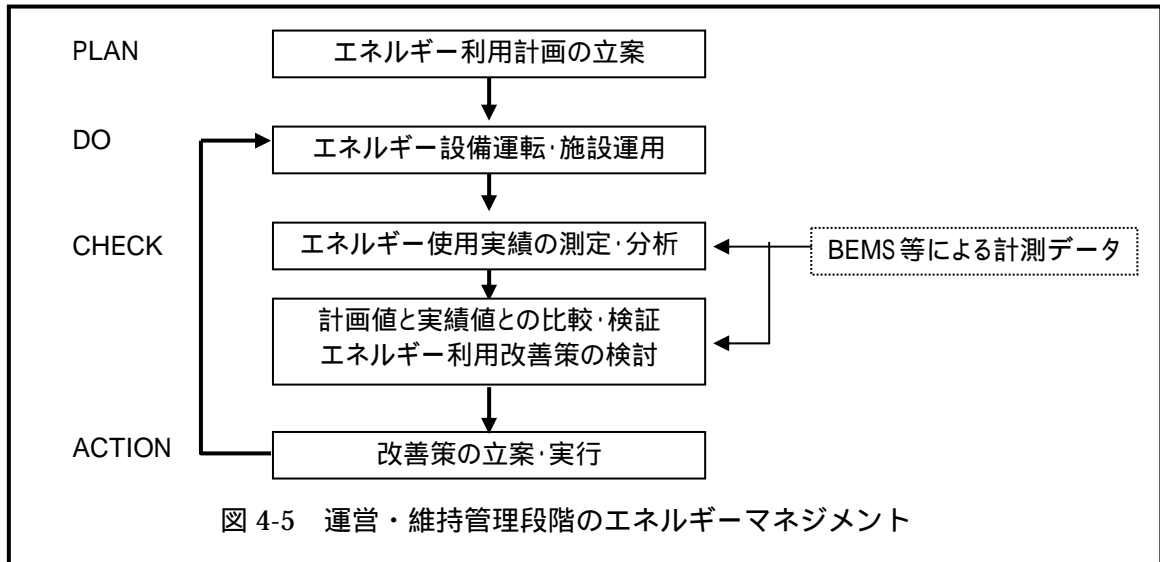 PLAN
エネルギー利用計画の立案
DO
エネルギー設備運転･施設運用
CHECK
エネルギー使用実績の測定･分析
BEMS 等による計測データ
計画値と実績値との比較･検証
エネルギー利用改善策の検討
ACTION
改善策の立案･実行
図 4-5　運営・維持管理段階のエネルギーマネジメント